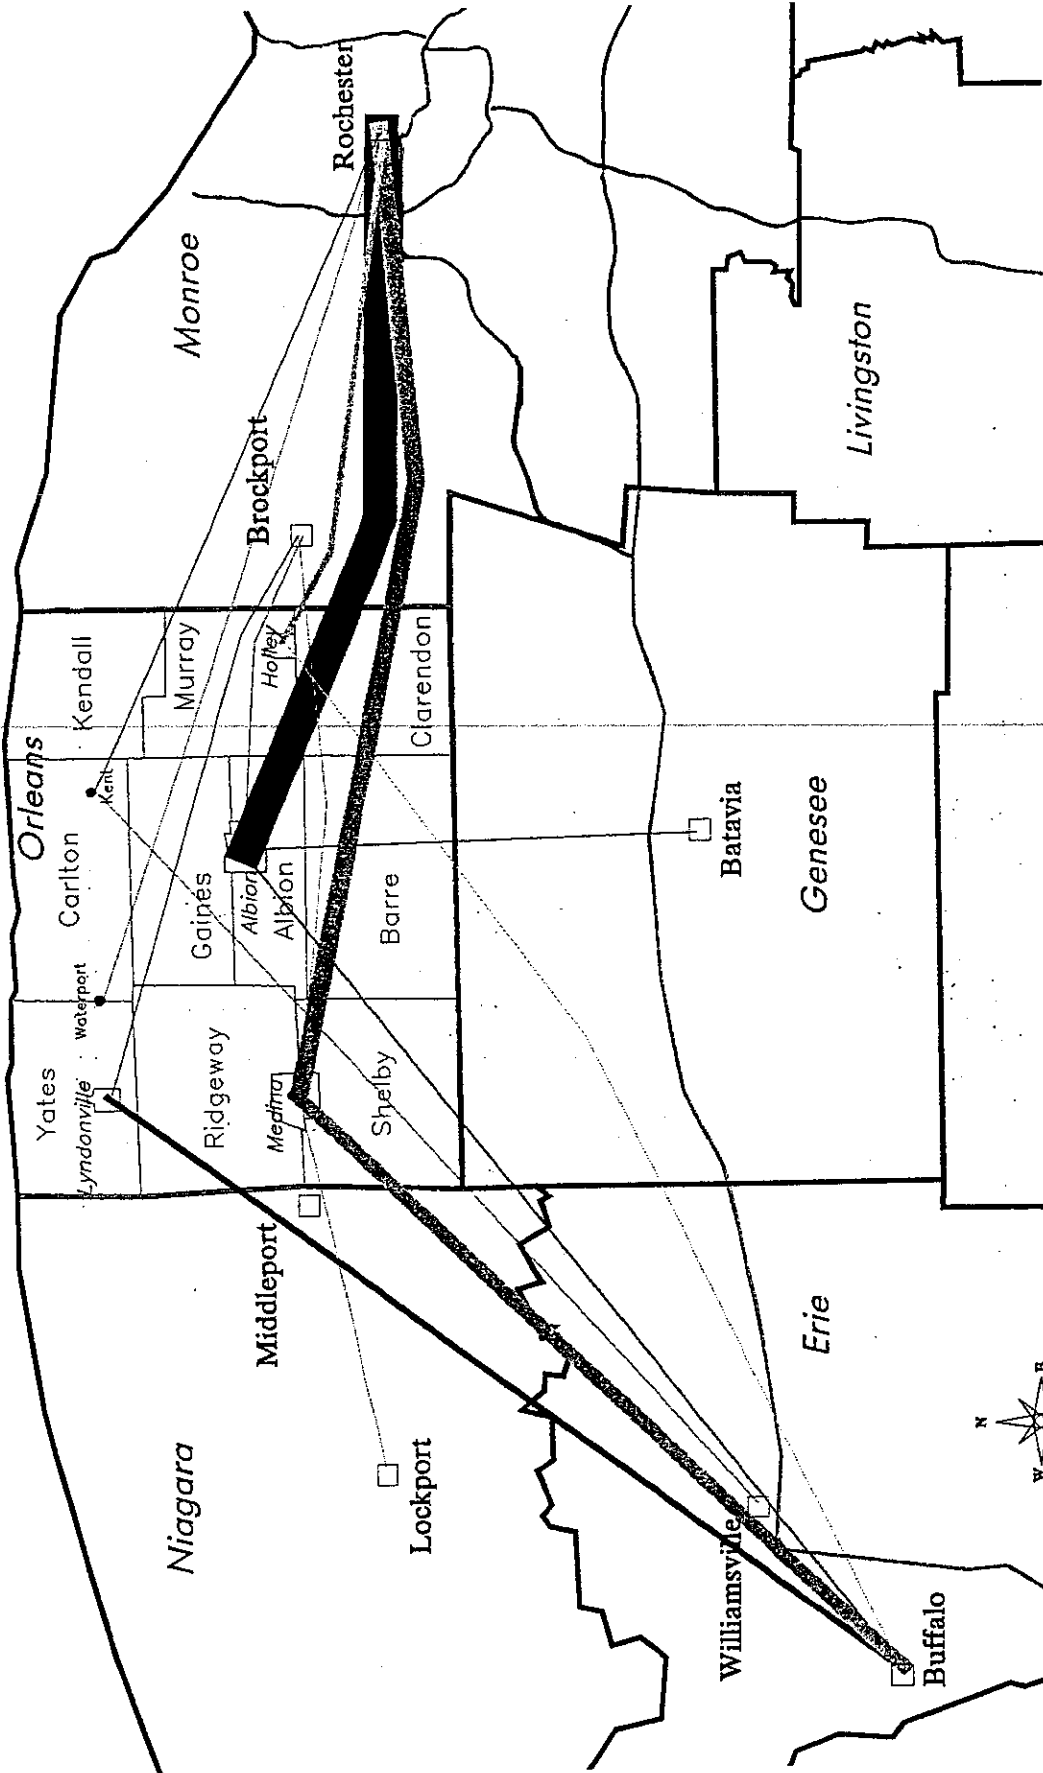 Orleans
Yates
Carlton
Kendall
Lyndonville
Waterport
Kent
Niagara
Ridgeway
Gaines
Murray
Monroe
Middleport
Medina
Albion
Holley
Brockport
Albion
Rochester
Shelby
Barre
Clarendon
Lockport
Williamsville
Batavia
Erie
Genesee
Livingston
Buffalo
N
W
E